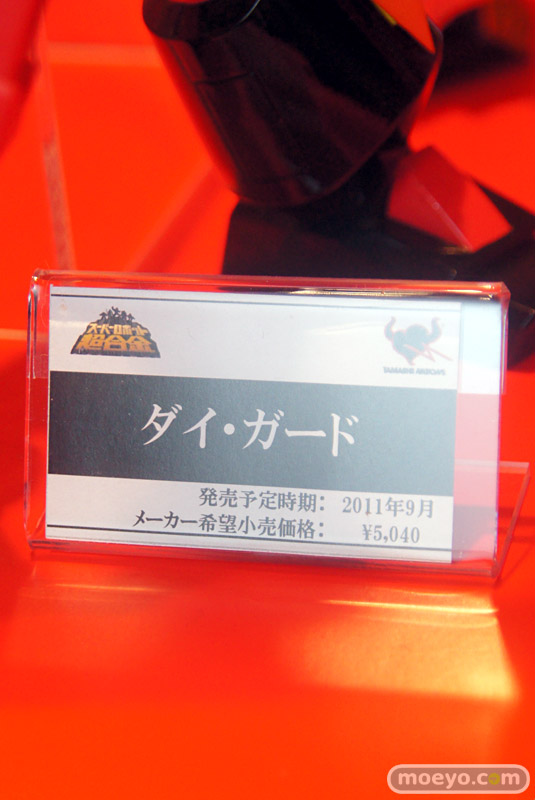 スーパーロボット
超合金
TAMASHII NATIONS
ダイ・ガード
発売予定時期： 2011年9月
メーカー希望小売価格： ¥5,040
moeyo.com